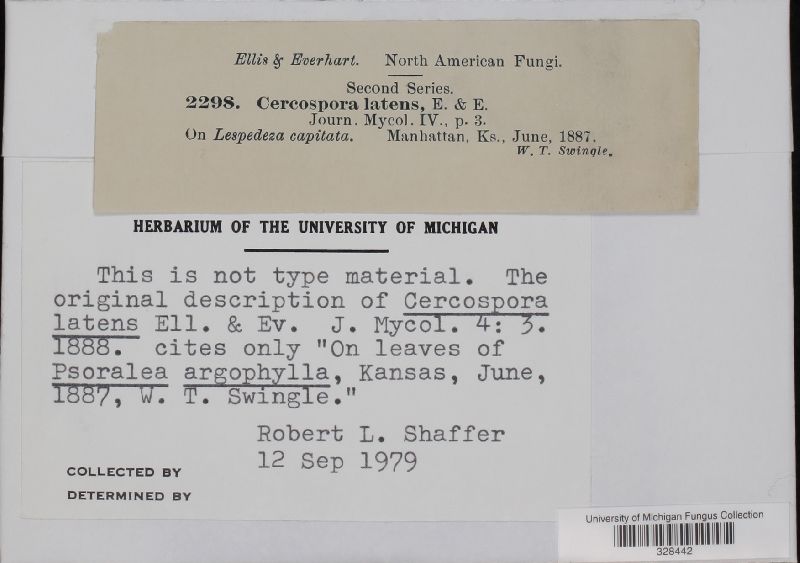 Ellis & Everhart. North American Fungi.
Second Series.
2298. Cercospora latens, E. & E.
Journ. Mycol. IV., p. 3.
On Lespedeza capitata. Manhattan, Ks., June, 1887.
W. T. Swingle.
HERBARIUM OF THE UNIVERSITY OF MICHIGAN
This is not type material. The
original description of Cercospora
latens Ell. & Ev. J. Mycol. 4: 3.
1888. cites only "On leaves of
Psoralea argophylla, Kansas, June,
1887, W. T. Swingle."
Robert L. Shaffer
12 Sep 1979
COLLECTED BY
DETERMINED BY
University of Michigan Fungus Collection
328442